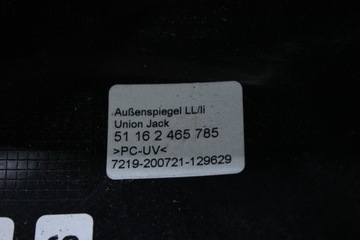 Außenspiegel LL/li
Union Jack
51 16 2 465 785
>PC-UV<
7219-200721-129629